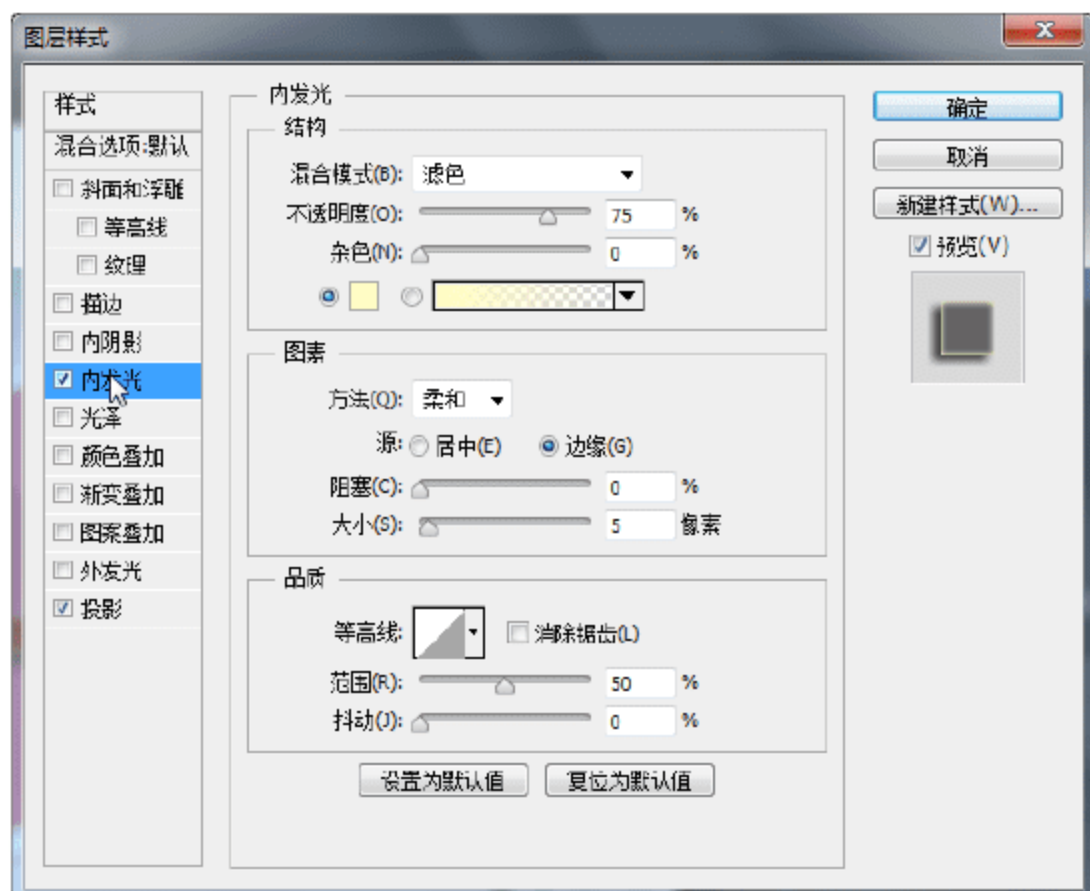 图层样式
样式
混合选项:默认
斜面和浮雕
等高线
纹理
描边
内阴影
内发光
光泽
颜色叠加
渐变叠加
图案叠加
外发光
投影
内发光
结构
混合模式(B): 滤色
不透明度(O): 75 %
杂色(N): 0 %
图素
方法(Q): 柔和
源: 居中(E) 边缘(G)
阻塞(C): 0 %
大小(S): 5 像素
品质
等高线: 消除锯齿(L)
范围(R): 50 %
抖动(J): 0 %
设置为默认值 复位为默认值
确定
取消
新建样式(W)...
预览(V)